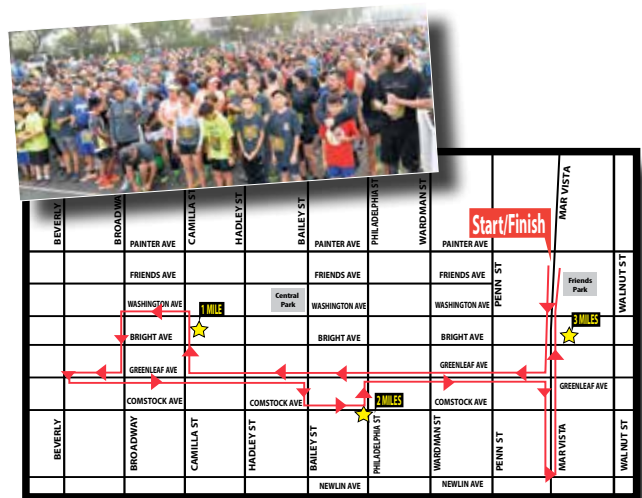 BEVERLY
BROADWAY
CAMILLA ST
HADLEY ST
BAILEY ST
PHILADELPHIA ST
WARDMAN ST
MAR VISTA
Start/Finish
PAINTER AVE
PAINTER AVE
PAINTER AVE
PENN ST
WALNUT ST
FRIENDS AVE
FRIENDS AVE
FRIENDS AVE
Friends
Park
WASHINGTON AVE
1 MILE
Central
Park
WASHINGTON AVE
WASHINGTON AVE
3 MILES
BRIGHT AVE
BRIGHT AVE
BRIGHT AVE
GREENLEAF AVE
GREENLEAF AVE
GREENLEAF AVE
GREENLEAF AVE
COMSTOCK AVE
COMSTOCK AVE
2 MILES
COMSTOCK AVE
BEVERLY
BROADWAY
CAMILLA ST
HADLEY ST
BAILEY ST
PHILADELPHIA ST
WARDMAN ST
PENN ST
MAR VISTA
WALNUT ST
NEWLIN AVE
NEWLIN AVE